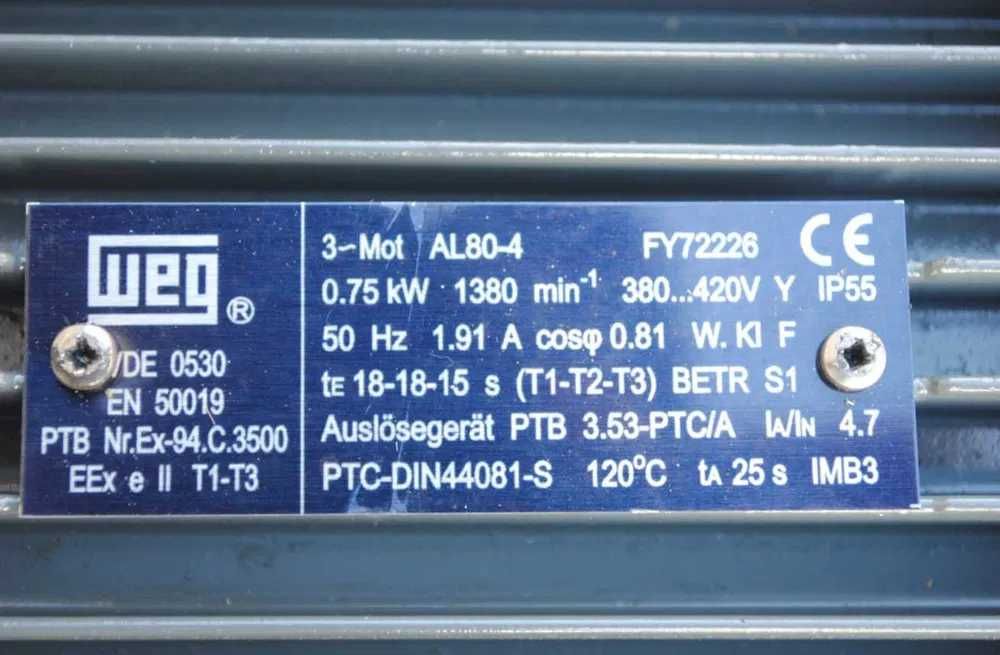 weg ®
VDE 0530
EN 50019
PTB Nr.Ex-94.C.3500
EEx e II T1-T3
3~Mot AL80-4 FY72226 CE
0.75 kW 1380 min⁻¹ 380...420V Y IP55
50 Hz 1.91 A cosφ 0.81 W. Kl F
tE 18-18-15 s (T1-T2-T3) BETR S1
Auslösegerät PTB 3.53-PTC/A IA/IN 4.7
PTC-DIN44081-S 120°C tA 25 s IMB3